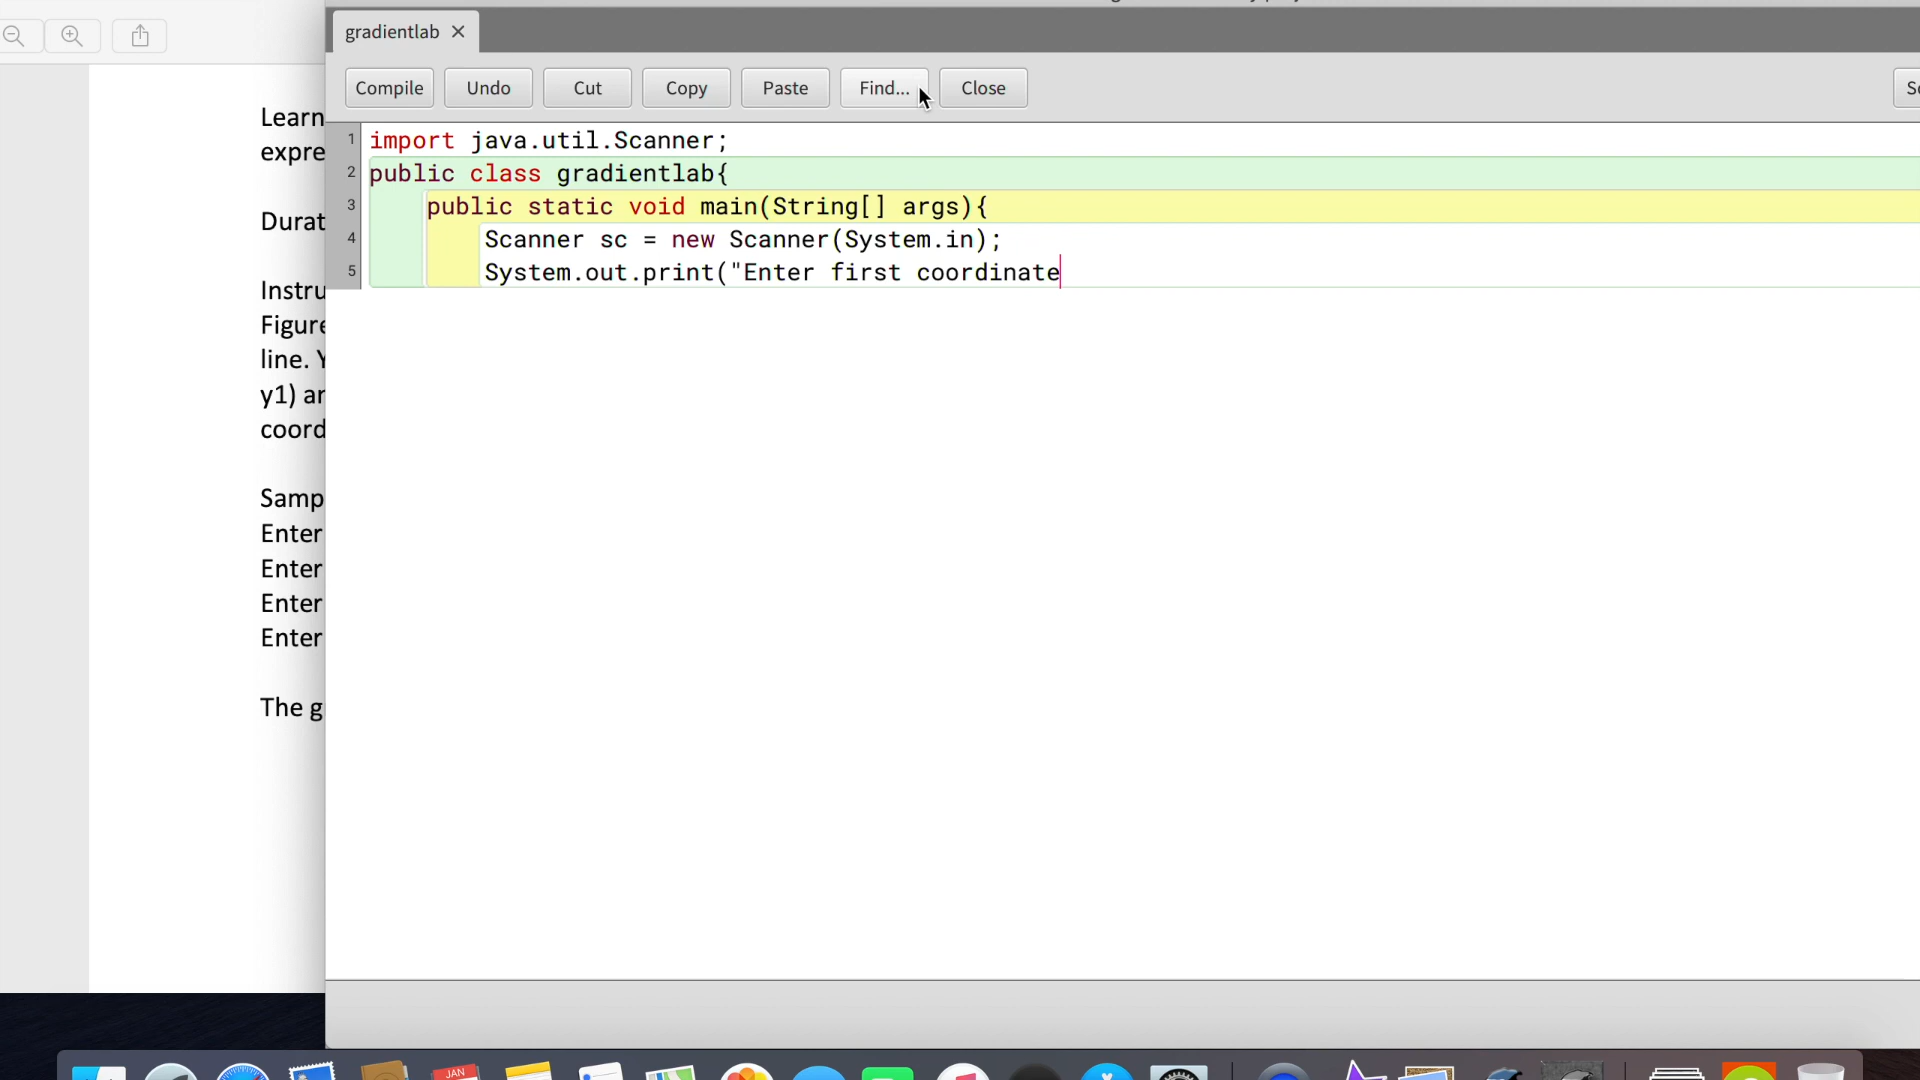 gradientlab
Compile Undo Cut Copy Paste Find... Close
Learn
expre
Durat
Instru
Figure
line. Y
y1) an
coord
Samp
Enter
Enter
Enter
Enter
The g
1 import java.util.Scanner;
2 public class gradientlab{
3 public static void main(String[] args){
4 Scanner sc = new Scanner(System.in);
5 System.out.print("Enter first coordinate
JAN